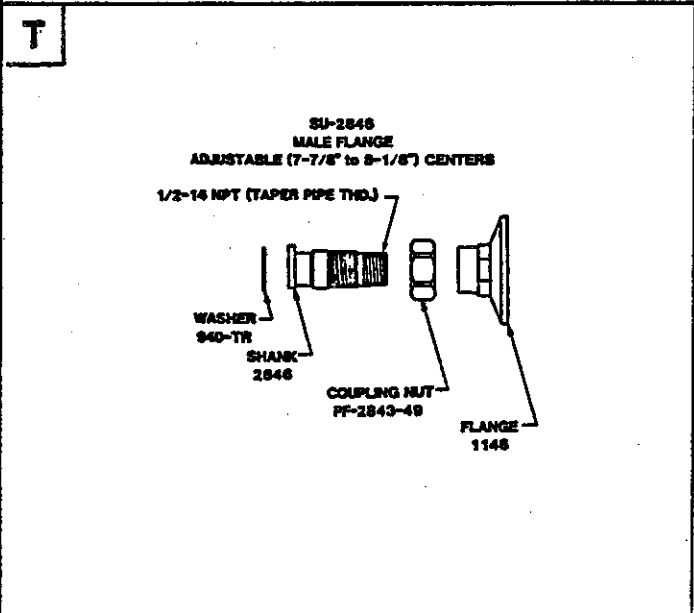 T
SU-2846
MALE FLANGE
ADJUSTABLE (7-7/8" to 8-1/8") CENTERS
1/2-14 NPT (TAPER PIPE THD.)
WASHER
940-TR
SHANK
2846
COUPLING NUT
PF-2843-49
FLANGE
1146